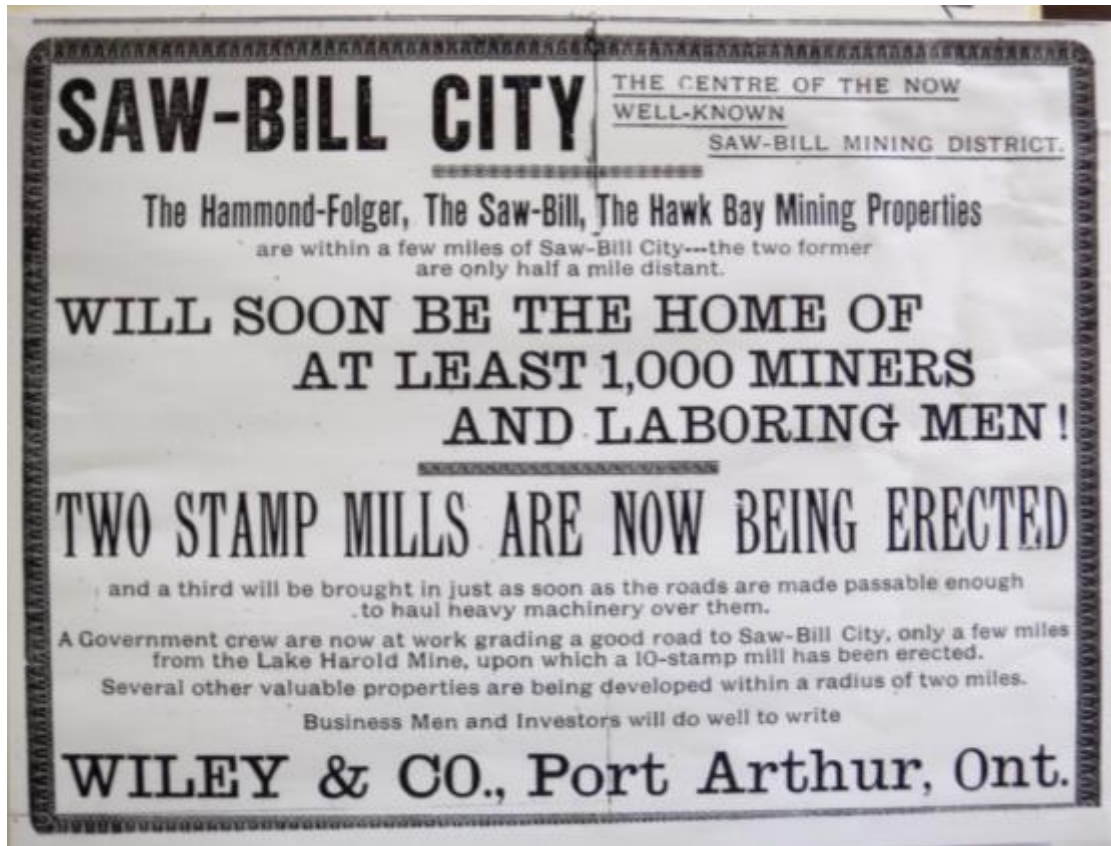 SAW-BILL CITY
THE CENTRE OF THE NOW
WELL-KNOWN
SAW-BILL MINING DISTRICT.
The Hammond-Folger, The Saw-Bill, The Hawk Bay Mining Properties
are within a few miles of Saw-Bill City---the two former
are only half a mile distant.
WILL SOON BE THE HOME OF
AT LEAST 1,000 MINERS
AND LABORING MEN!
TWO STAMP MILLS ARE NOW BEING ERECTED
and a third will be brought in just as soon as the roads are made passable enough
to haul heavy machinery over them.
A Government crew are now at work grading a good road to Saw-Bill City, only a few miles
from the Lake Harold Mine, upon which a 10-stamp mill has been erected.
Several other valuable properties are being developed within a radius of two miles.
Business Men and Investors will do well to write
WILEY & CO., Port Arthur, Ont.